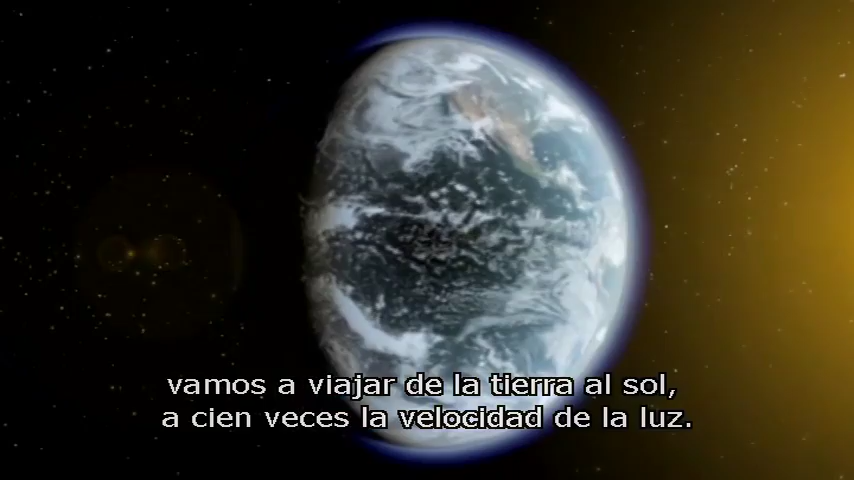 vamos a viajar de la tierra al sol,
a cien veces la velocidad de la luz.